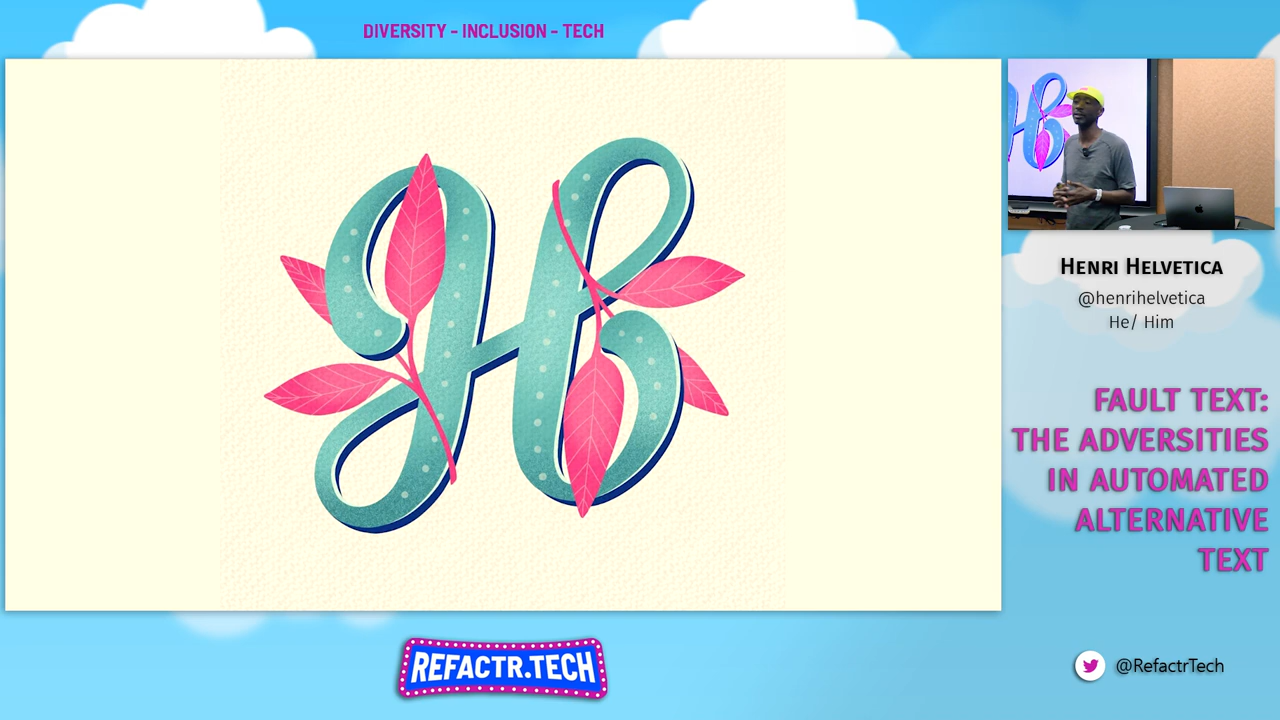 DIVERSITY - INCLUSION - TECH
H
HENRI HELVETICA
@henrihelvetica
He/ Him
FAULT TEXT:
THE ADVERSITIES
IN AUTOMATED
ALTERNATIVE
TEXT
REFACTR.TECH
@RefactrTech